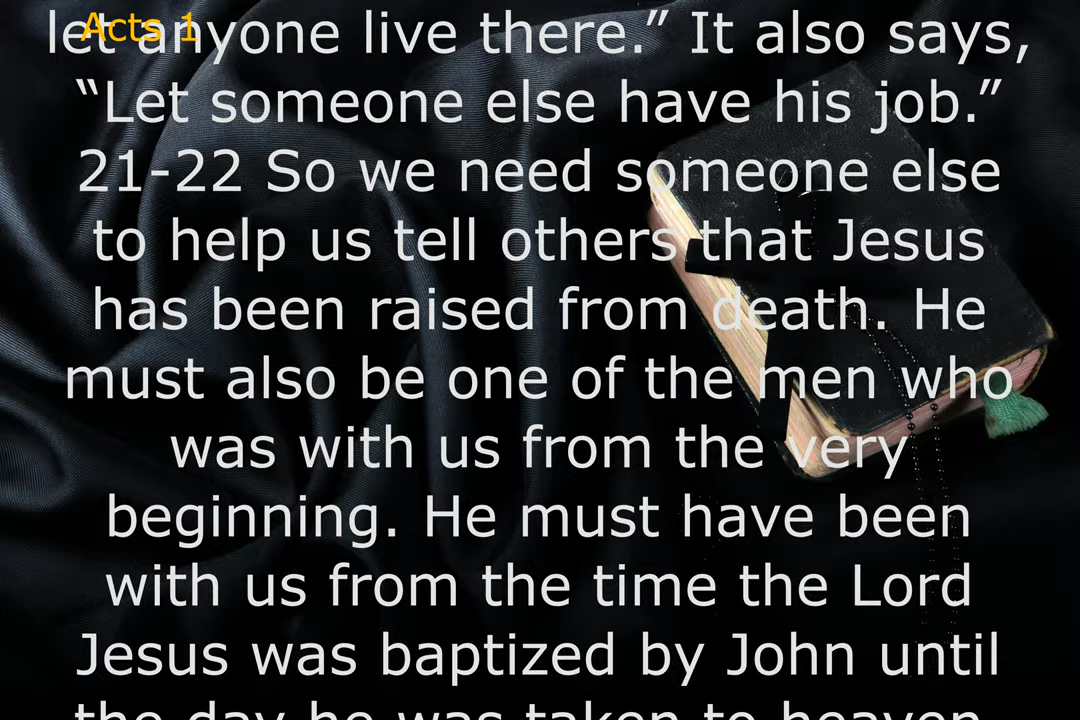 Acts 1
let anyone live there.” It also says,
“Let someone else have his job.”
21-22 So we need someone else
to help us tell others that Jesus
has been raised from death. He
must also be one of the men who
was with us from the very
beginning. He must have been
with us from the time the Lord
Jesus was baptized by John until
the day he was taken to heaven.